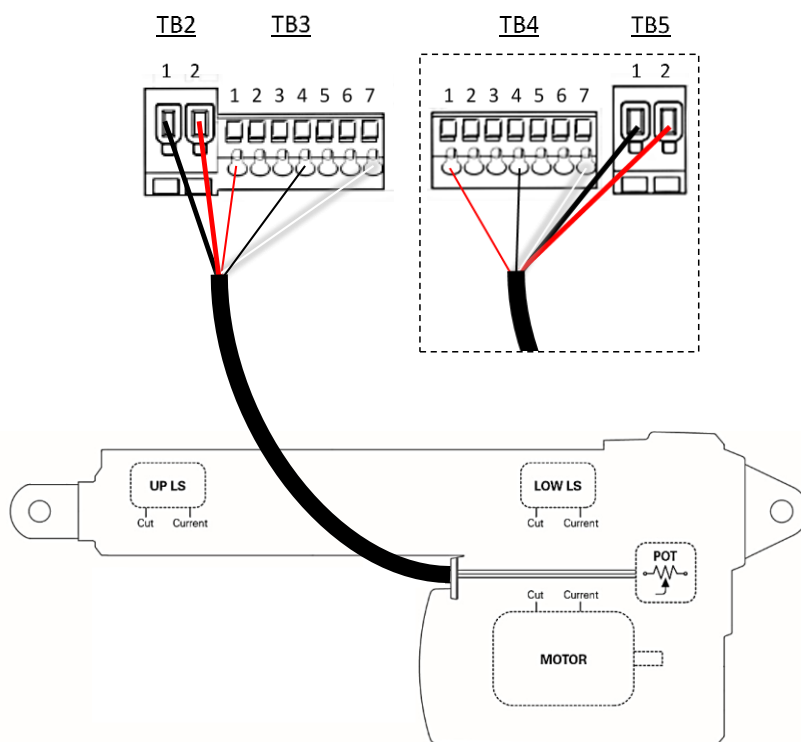 TB2 TB3 TB4 TB5
1 2 1 2 3 4 5 6 7
1 2 3 4 5 6 7 1 2
UP LS
Cut Current
LOW LS
Cut Current
POT
Cut Current
MOTOR